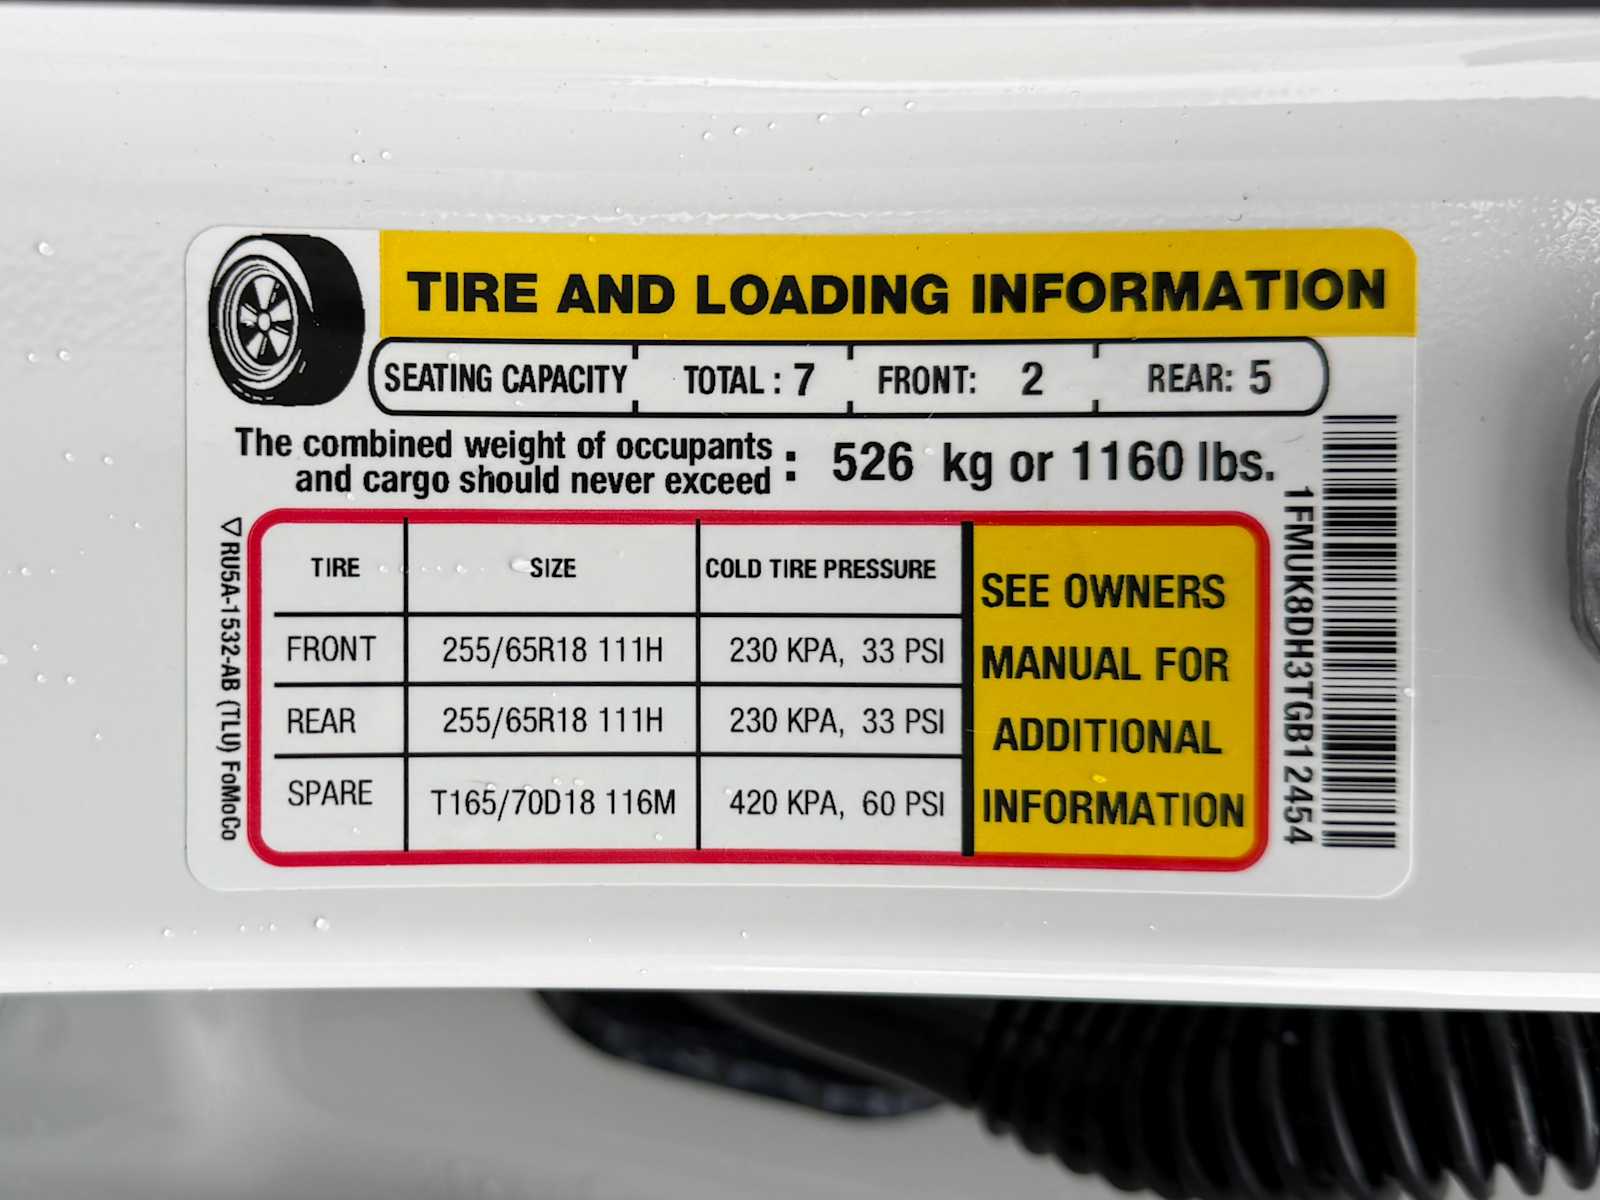 TIRE AND LOADING INFORMATION
SEATING CAPACITY TOTAL : 7 FRONT: 2 REAR: 5
The combined weight of occupants
and cargo should never exceed : 526 kg or 1160 lbs.
TIRE SIZE COLD TIRE PRESSURE
FRONT 255/65R18 111H 230 KPA, 33 PSI
REAR 255/65R18 111H 230 KPA, 33 PSI
SPARE T165/70D18 116M 420 KPA, 60 PSI
SEE OWNERS
MANUAL FOR
ADDITIONAL
INFORMATION
▽ RU5A-1532-AB (TLU) FoMoCo
1FMUK8DH3TGB12454